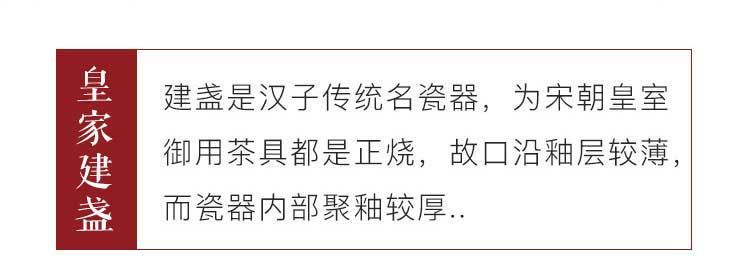 皇家建盏
建盏是汉子传统名瓷器，为宋朝皇室
御用茶具都是正烧，故口沿釉层较薄，
而瓷器内部聚釉较厚..